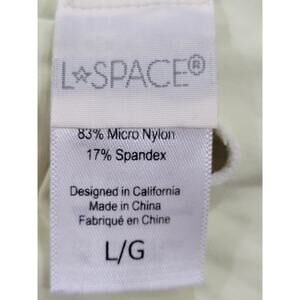 L☆SPACE®
83% Micro Nylon
17% Spandex
Designed in California
Made in China
Fabriqué en Chine
L/G